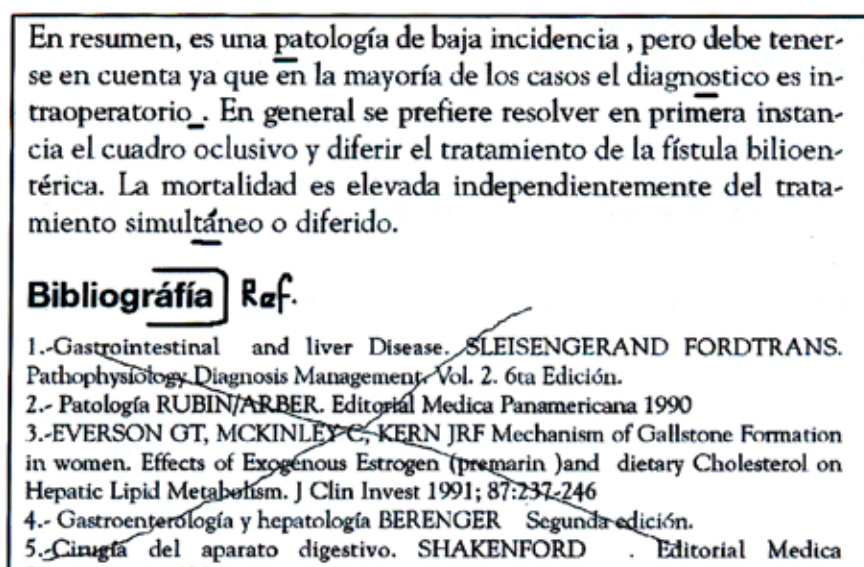 En resumen, es una patología de baja incidencia , pero debe tener-
se en cuenta ya que en la mayoría de los casos el diagnostico es in-
traoperatorio . En general se prefiere resolver en primera instan-
cia el cuadro oclusivo y diferir el tratamiento de la fístula bilioen-
térica. La mortalidad es elevada independientemente del trata-
miento simultáneo o diferido.
Bibliográfía Ref.
1.-Gastrointestinal and liver Disease. SLEISENGERAND FORDTRANS.
Pathophysiology Diagnosis Management. Vol. 2. 6ta Edición.
2.- Patología RUBIN/ARBER. Editorial Medica Panamericana 1990
3.-EVERSON GT, MCKINLEY C, KERN JRF Mechanism of Gallstone Formation
in women. Effects of Exogenous Estrogen (premarin )and dietary Cholesterol on
Hepatic Lipid Metabolism. J Clin Invest 1991; 87:237-246
4.- Gastroenterología y hepatología BERENGER Segunda edición.
5.-Cirugía del aparato digestivo. SHAKENFORD . Editorial Medica